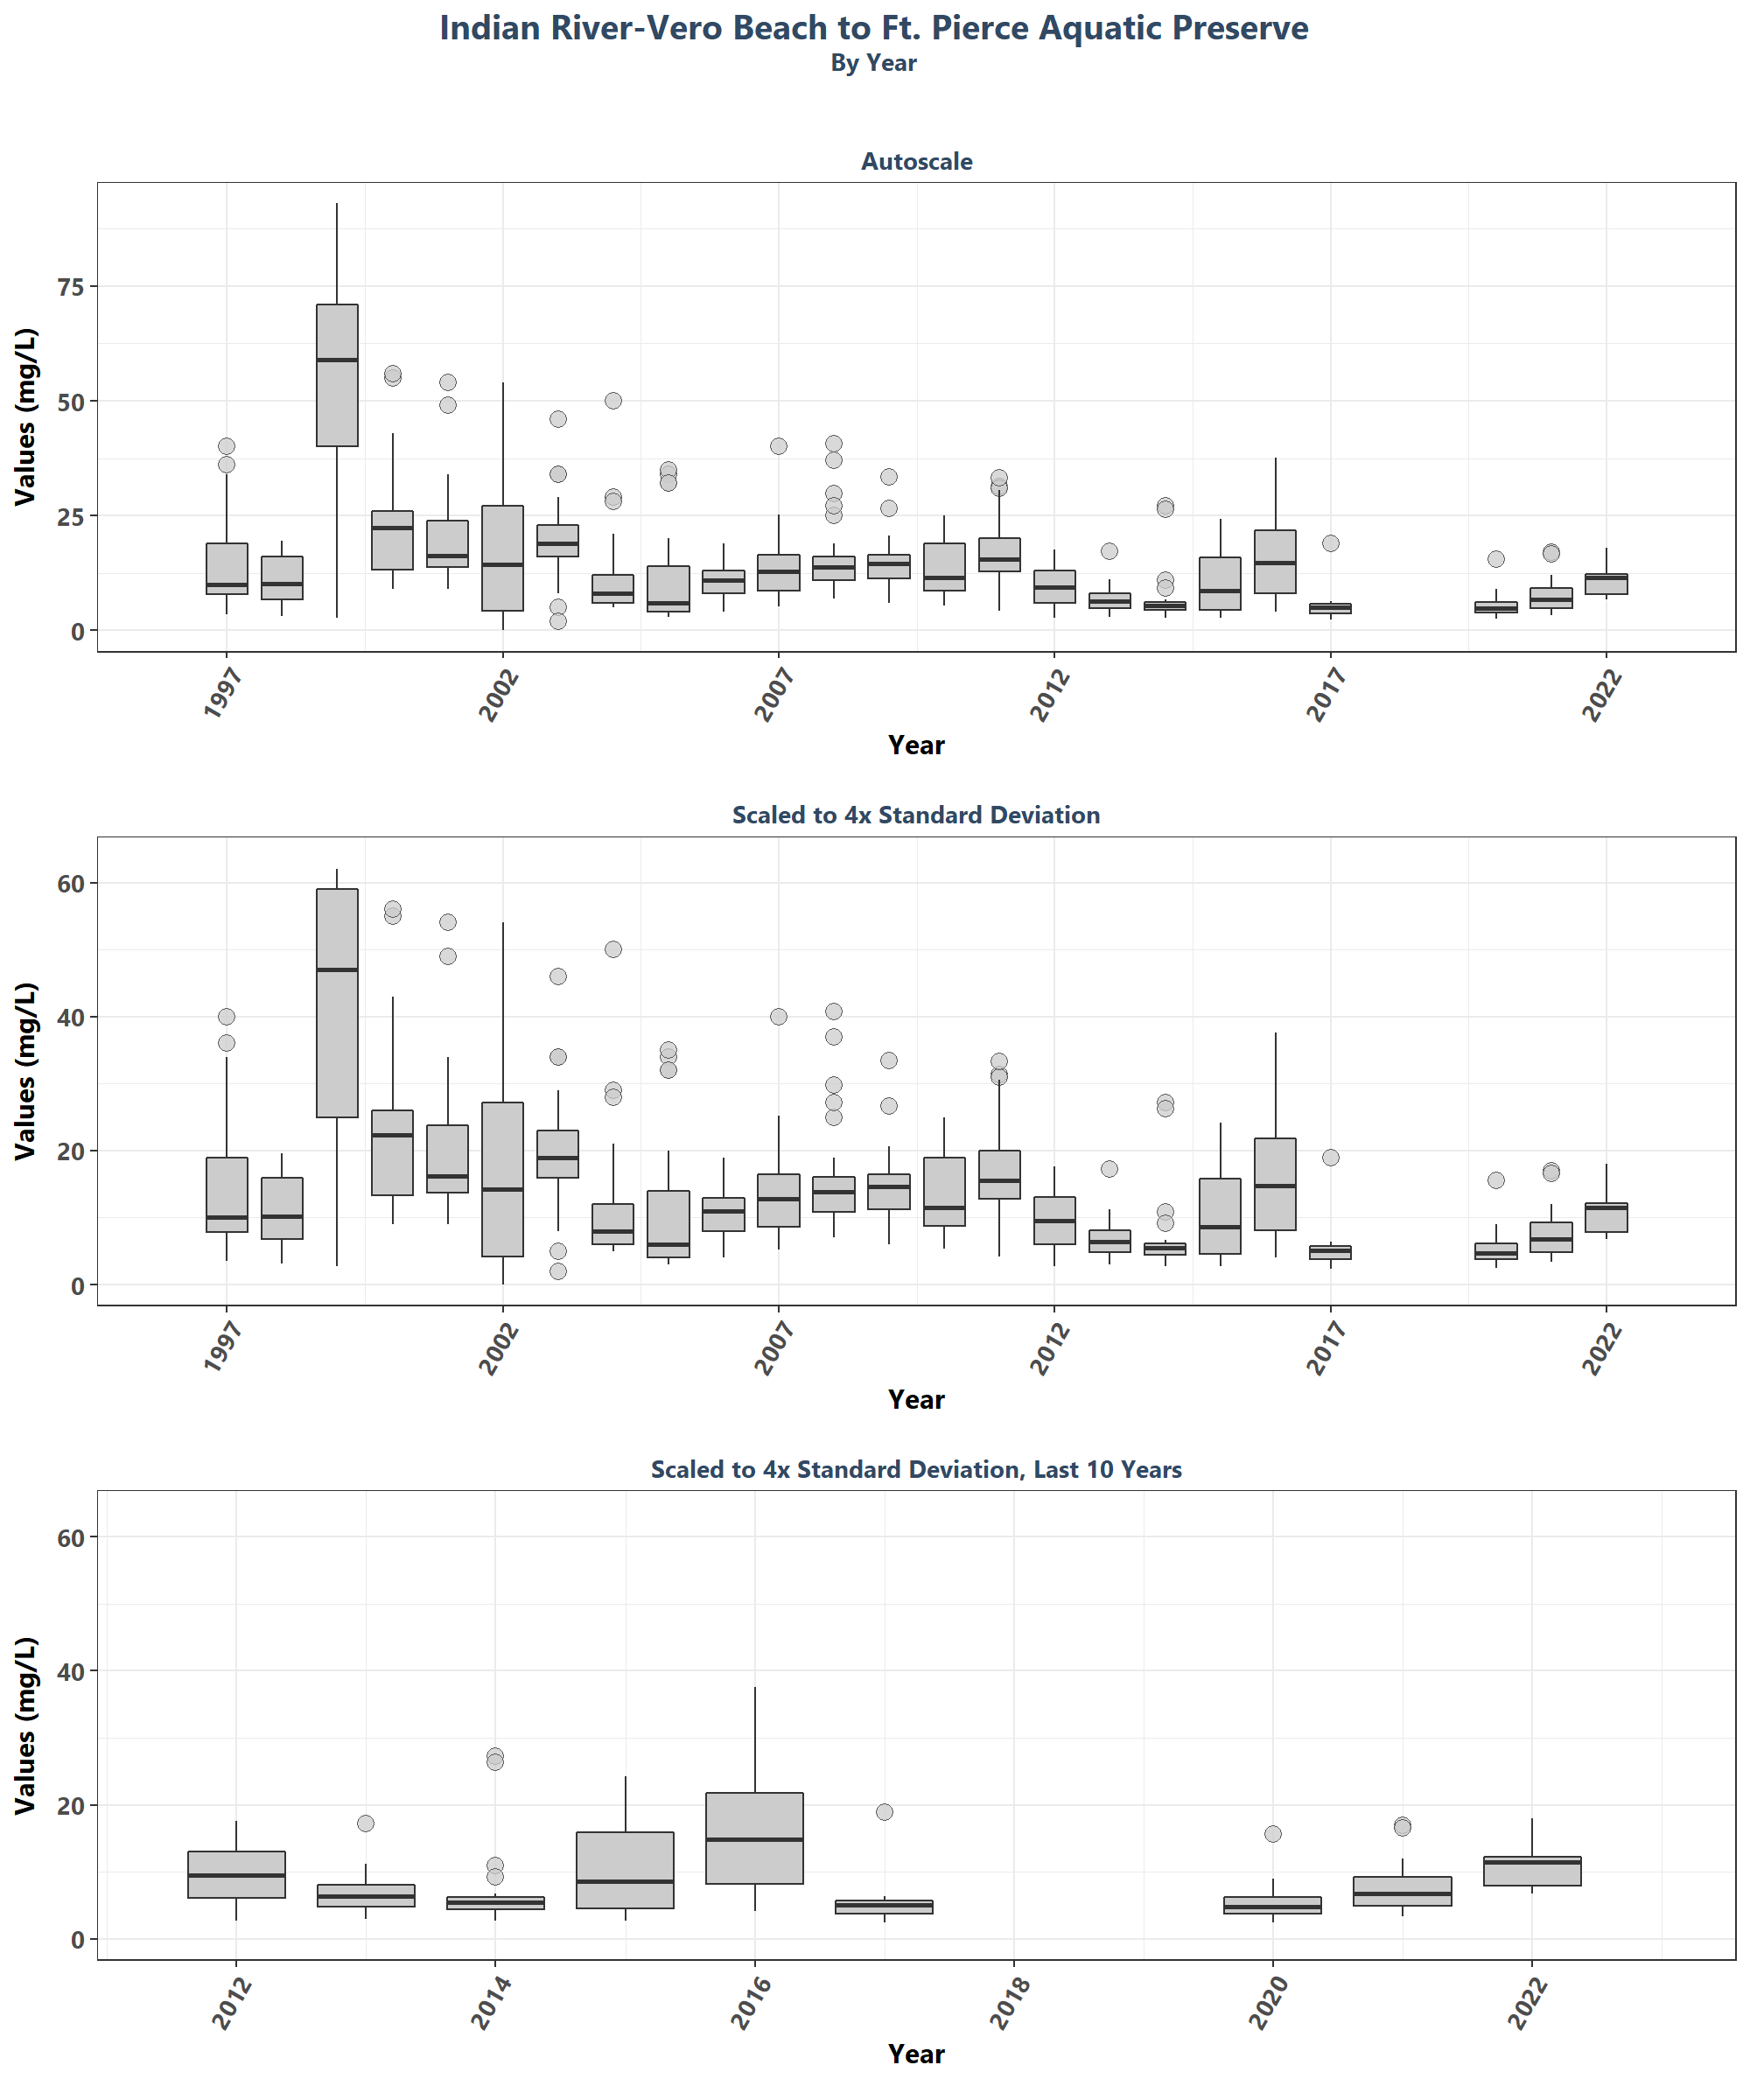 Indian River-Vero Beach to Ft. Pierce Aquatic Preserve
By Year
Autoscale
Values (mg/L)
75
50
25
0
1997 2002 2007 2012 2017 2022
Year
Scaled to 4x Standard Deviation
Values (mg/L)
60
40
20
0
1997 2002 2007 2012 2017 2022
Year
Scaled to 4x Standard Deviation, Last 10 Years
Values (mg/L)
60
40
20
0
2012 2014 2016 2018 2020 2022
Year